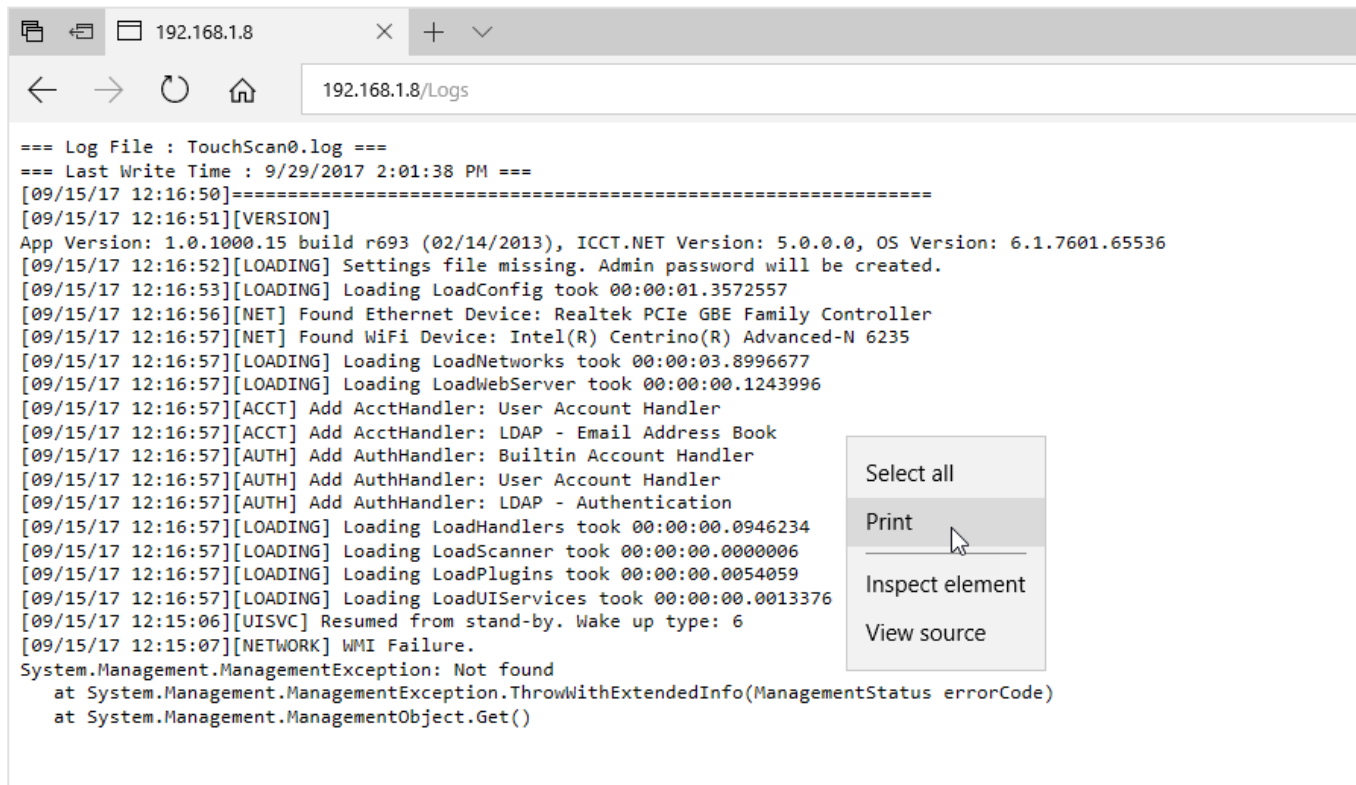 192.168.1.8
192.168.1.8/Logs
=== Log File : TouchScan0.log ===
=== Last Write Time : 9/29/2017 2:01:38 PM ===
[09/15/17 12:16:50]===============================================================
[09/15/17 12:16:51][VERSION]
App Version: 1.0.1000.15 build r693 (02/14/2013), ICCT.NET Version: 5.0.0.0, OS Version: 6.1.7601.65536
[09/15/17 12:16:52][LOADING] Settings file missing. Admin password will be created.
[09/15/17 12:16:53][LOADING] Loading LoadConfig took 00:00:01.3572557
[09/15/17 12:16:56][NET] Found Ethernet Device: Realtek PCIe GBE Family Controller
[09/15/17 12:16:57][NET] Found WiFi Device: Intel(R) Centrino(R) Advanced-N 6235
[09/15/17 12:16:57][LOADING] Loading LoadNetworks took 00:00:03.8996677
[09/15/17 12:16:57][LOADING] Loading LoadWebServer took 00:00:00.1243996
[09/15/17 12:16:57][ACCT] Add AcctHandler: User Account Handler
[09/15/17 12:16:57][ACCT] Add AcctHandler: LDAP - Email Address Book
[09/15/17 12:16:57][AUTH] Add AuthHandler: Builtin Account Handler
[09/15/17 12:16:57][AUTH] Add AuthHandler: User Account Handler
[09/15/17 12:16:57][AUTH] Add AuthHandler: LDAP - Authentication
[09/15/17 12:16:57][LOADING] Loading LoadHandlers took 00:00:00.0946234
[09/15/17 12:16:57][LOADING] Loading LoadScanner took 00:00:00.0000006
[09/15/17 12:16:57][LOADING] Loading LoadPlugins took 00:00:00.0054059
[09/15/17 12:16:57][LOADING] Loading LoadUIServices took 00:00:00.0013376
[09/15/17 12:15:06][UISVC] Resumed from stand-by. Wake up type: 6
[09/15/17 12:15:07][NETWORK] WMI Failure.
System.Management.ManagementException: Not found
   at System.Management.ManagementException.ThrowWithExtendedInfo(ManagementStatus errorCode)
   at System.Management.ManagementObject.Get()
Select all
Print
Inspect element
View source